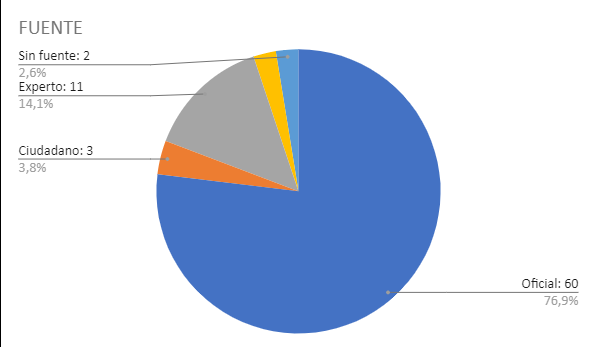 FUENTE
Sin fuente: 2
2,6%
Experto: 11
14,1%
Ciudadano: 3
3,8%
Oficial: 60
76,9%